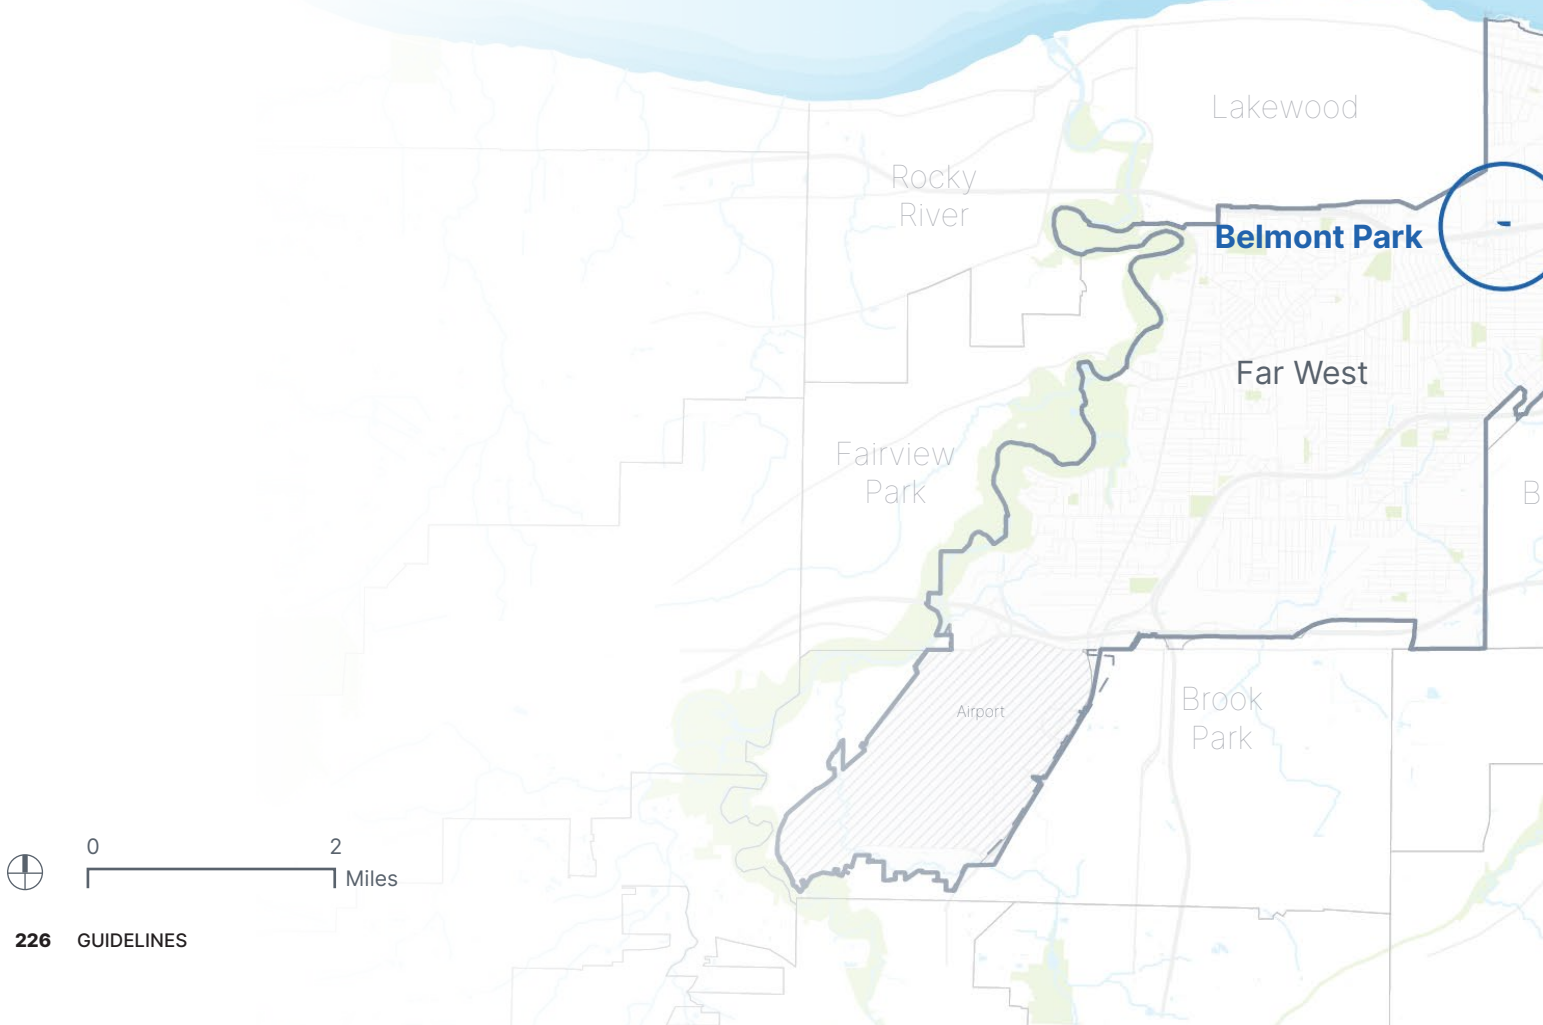 Lakewood
Rocky
River
Belmont Park
Far West
Fairview
Park
B
Airport
Brook
Park
0 2
Miles
226 GUIDELINES